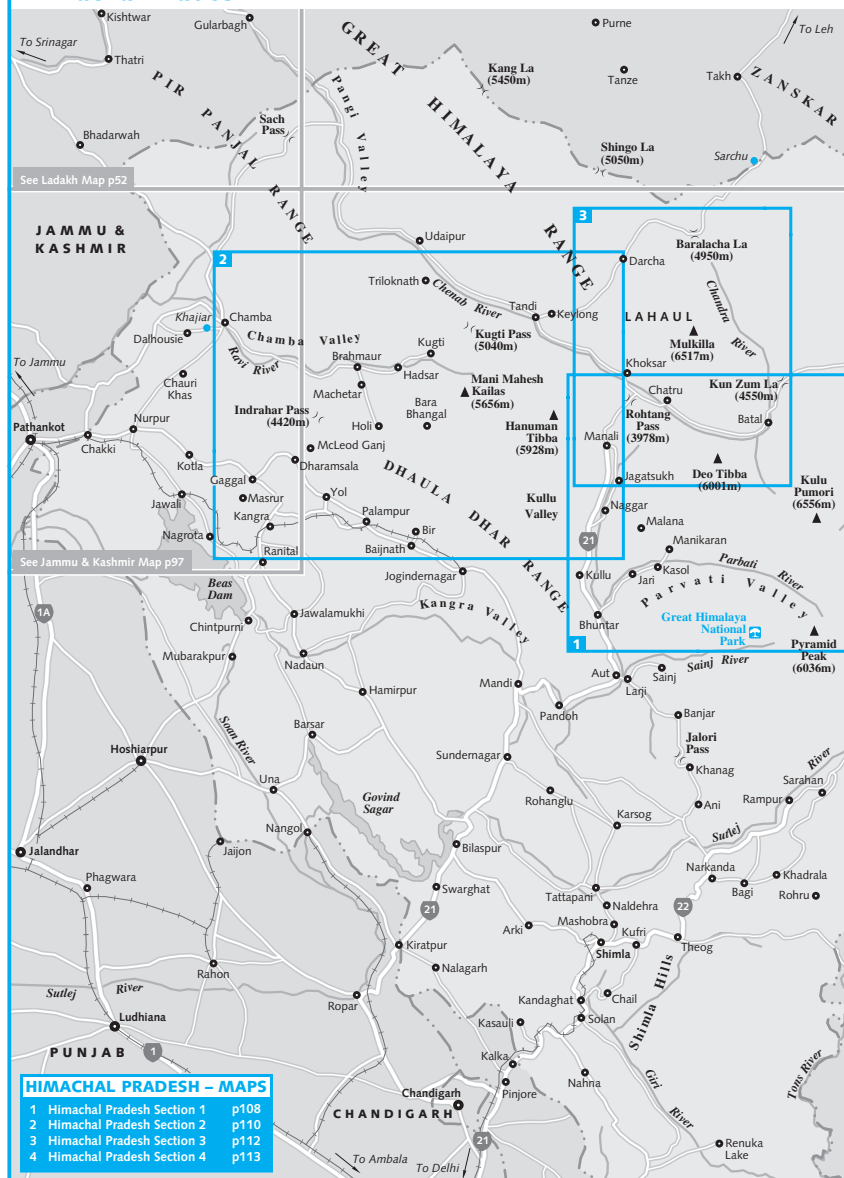 Kishtwar
Gularbagh
To Srinagar
Thatri
Purne
To Leh
GREAT HIMALAYA RANGE
Kang La
(5450m)
Tanze
Takh
ZANSKAR
PIR PANJAL RANGE
Pangi Valley
Sach
Pass
Bhadarwah
Shingo La
(5050m)
Sarchu
See Ladakh Map p52
JAMMU &
KASHMIR
3
2
Udaipur
Baralacha La
(4950m)
Darcha
Triloknath
Chenab River
Tandi
Keylong
LAHAUL
Chandra
River
Khajiar
Chamba
Dalhousie
Chamba Valley
Ravi River
Kugti
Kugti Pass
(5040m)
Mulkilla
(6517m)
To Jammu
Brahmaur
Hadsar
Khoksar
Chauri
Khas
Machetar
Mani Mahesh
Kailas
(5656m)
Chatru
Kun Zum La
(4550m)
Indrahar Pass
(4420m)
Bara
Bhangal
Holi
Hanuman
Tibba
(5928m)
Rohtang
Pass
(3978m)
Batal
Pathankot
Nurpur
Chakki
McLeod Ganj
Manali
Kotla
Dharamsala
DHAULA DHAR RANGE
Deo Tibba
(6001m)
Kulu
Pumori
(6556m)
Gaggal
Jagatsukh
Masrur
Yol
Jawali
Kullu
Valley
Naggar
Kangra
Palampur
Malana
Nagrota
Bir
Baijnath
21
Manikaran
Ranital
See Jammu & Kashmir Map p97
Jogindernagar
Kullu
Jari
Kasol
Parbati River
Parvati Valley
Beas
Dam
1A
Jawalamukhi
Kangra Valley
Chintpurni
Bhuntar
Great Himalaya
National
Park
Pyramid
Peak
(6036m)
1
Mubarakpur
Nadaun
Aut
Sainj
Sainj River
Larji
Hamirpur
Mandi
Pandoh
Banjar
Soan River
Barsar
Jalori
Pass
Hoshiarpur
Sundernagar
Khanag
Sarahan
Una
Govind
Sagar
Rohanglu
Ani
Rampur
Sutlej River
Karsog
Nangol
Jalandhar
Jaijon
Bilaspur
Narkanda
Khadrala
Phagwara
Bagi
Rohru
Swarghat
Tattapani
21
Naldehra
22
Arki
Mashobra
Kufri
Kiratpur
Shimla
Theog
Rahon
Nalagarh
Sutlej River
Shimla Hills
Ropar
Kandaghat
Chail
Ludhiana
Kasauli
Solan
PUNJAB
1
Kalka
Giri River
Tons River
Pinjore
Nahna
Chandigarh
CHANDIGARH
21
Renuka
Lake
To Ambala
To Delhi
HIMACHAL PRADESH – MAPS
1 Himachal Pradesh Section 1 p108
2 Himachal Pradesh Section 2 p110
3 Himachal Pradesh Section 3 p112
4 Himachal Pradesh Section 4 p113